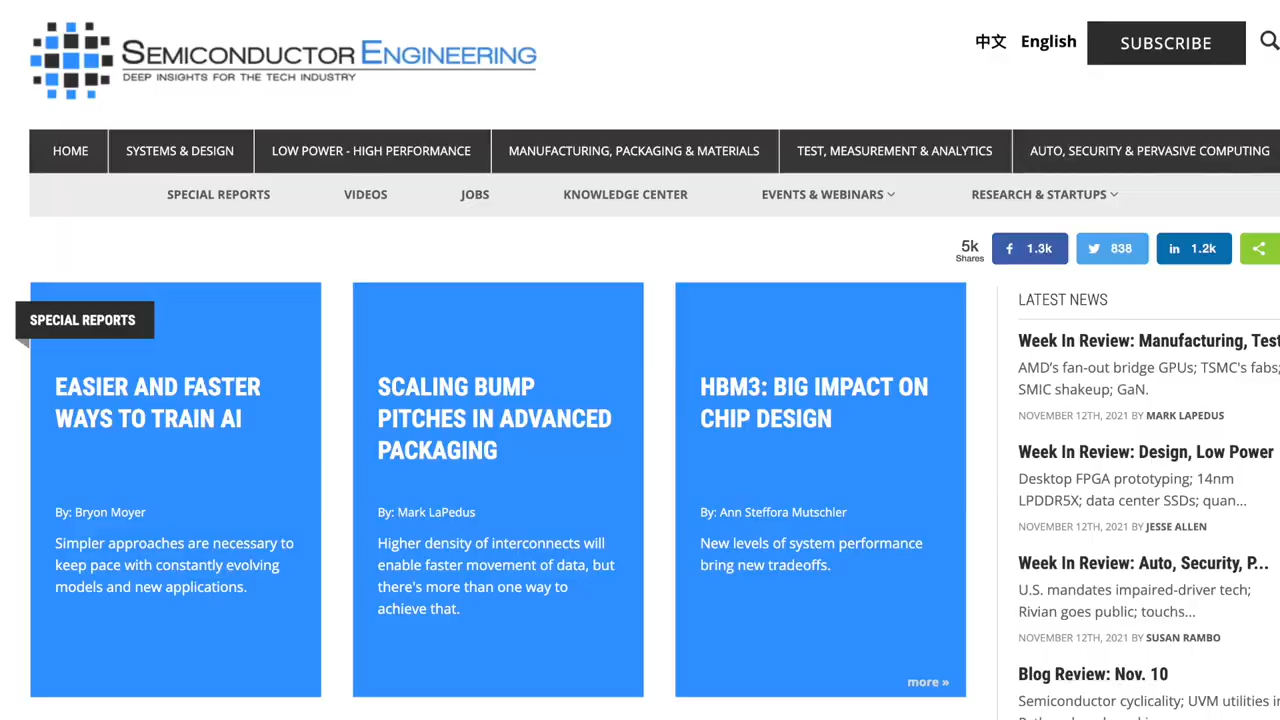 SEMICONDUCTOR ENGINEERING
DEEP INSIGHTS FOR THE TECH INDUSTRY
中文 English SUBSCRIBE
HOME SYSTEMS & DESIGN LOW POWER - HIGH PERFORMANCE MANUFACTURING, PACKAGING & MATERIALS TEST, MEASUREMENT & ANALYTICS AUTO, SECURITY & PERVASIVE COMPUTING
SPECIAL REPORTS VIDEOS JOBS KNOWLEDGE CENTER EVENTS & WEBINARS RESEARCH & STARTUPS
5k
Shares
1.3k 838 1.2k
SPECIAL REPORTS
EASIER AND FASTER
WAYS TO TRAIN AI
By: Bryon Moyer
Simpler approaches are necessary to
keep pace with constantly evolving
models and new applications.
SCALING BUMP
PITCHES IN ADVANCED
PACKAGING
By: Mark LaPedus
Higher density of interconnects will
enable faster movement of data, but
there's more than one way to
achieve that.
HBM3: BIG IMPACT ON
CHIP DESIGN
By: Ann Steffora Mutschler
New levels of system performance
bring new tradeoffs.
more »
LATEST NEWS
Week In Review: Manufacturing, Test
AMD's fan-out bridge GPUs; TSMC's fabs;
SMIC shakeup; GaN.
NOVEMBER 12TH, 2021 BY MARK LAPEDUS
Week In Review: Design, Low Power
Desktop FPGA prototyping; 14nm
LPDDR5X; data center SSDs; quan...
NOVEMBER 12TH, 2021 BY JESSE ALLEN
Week In Review: Auto, Security, P...
U.S. mandates impaired-driver tech;
Rivian goes public; touchs...
NOVEMBER 12TH, 2021 BY SUSAN RAMBO
Blog Review: Nov. 10
Semiconductor cyclicality; UVM utilities in